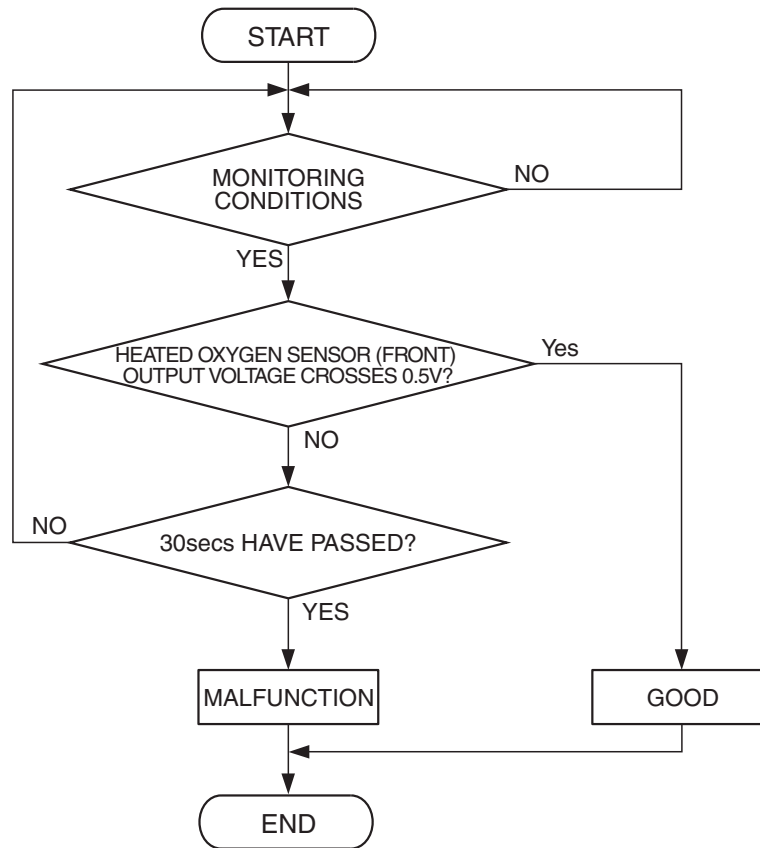 START
MONITORING
CONDITIONS
NO
YES
HEATED OXYGEN SENSOR (FRONT)
OUTPUT VOLTAGE CROSSES 0.5V?
Yes
NO
NO
30secs HAVE PASSED?
YES
MALFUNCTION
GOOD
END